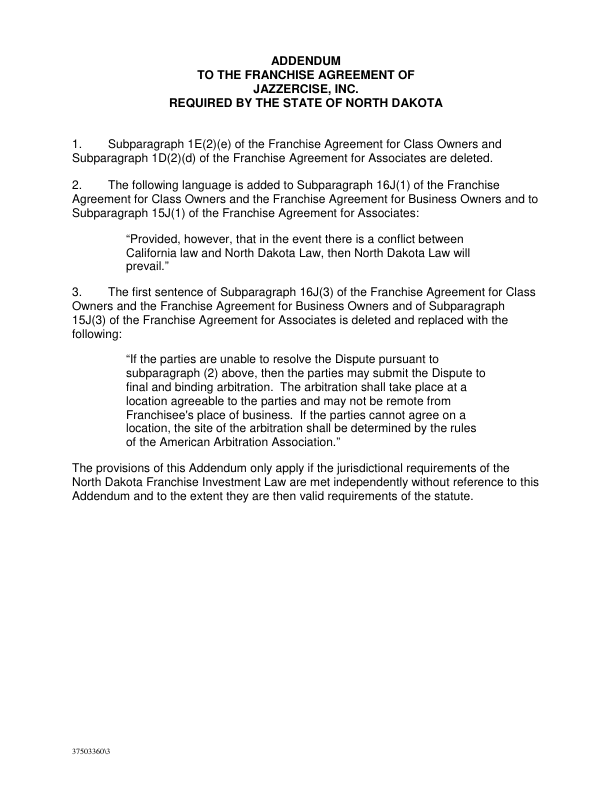 ADDENDUM
TO THE FRANCHISE AGREEMENT OF
JAZZERCISE, INC.
REQUIRED BY THE STATE OF NORTH DAKOTA
1. Subparagraph 1E(2)(e) of the Franchise Agreement for Class Owners and
Subparagraph 1D(2)(d) of the Franchise Agreement for Associates are deleted.
2. The following language is added to Subparagraph 16J(1) of the Franchise
Agreement for Class Owners and the Franchise Agreement for Business Owners and to
Subparagraph 15J(1) of the Franchise Agreement for Associates:
“Provided, however, that in the event there is a conflict between
California law and North Dakota Law, then North Dakota Law will
prevail.”
3. The first sentence of Subparagraph 16J(3) of the Franchise Agreement for Class
Owners and the Franchise Agreement for Business Owners and of Subparagraph
15J(3) of the Franchise Agreement for Associates is deleted and replaced with the
following:
“If the parties are unable to resolve the Dispute pursuant to
subparagraph (2) above, then the parties may submit the Dispute to
final and binding arbitration. The arbitration shall take place at a
location agreeable to the parties and may not be remote from
Franchisee's place of business. If the parties cannot agree on a
location, the site of the arbitration shall be determined by the rules
of the American Arbitration Association.”
The provisions of this Addendum only apply if the jurisdictional requirements of the
North Dakota Franchise Investment Law are met independently without reference to this
Addendum and to the extent they are then valid requirements of the statute.
37503360\3